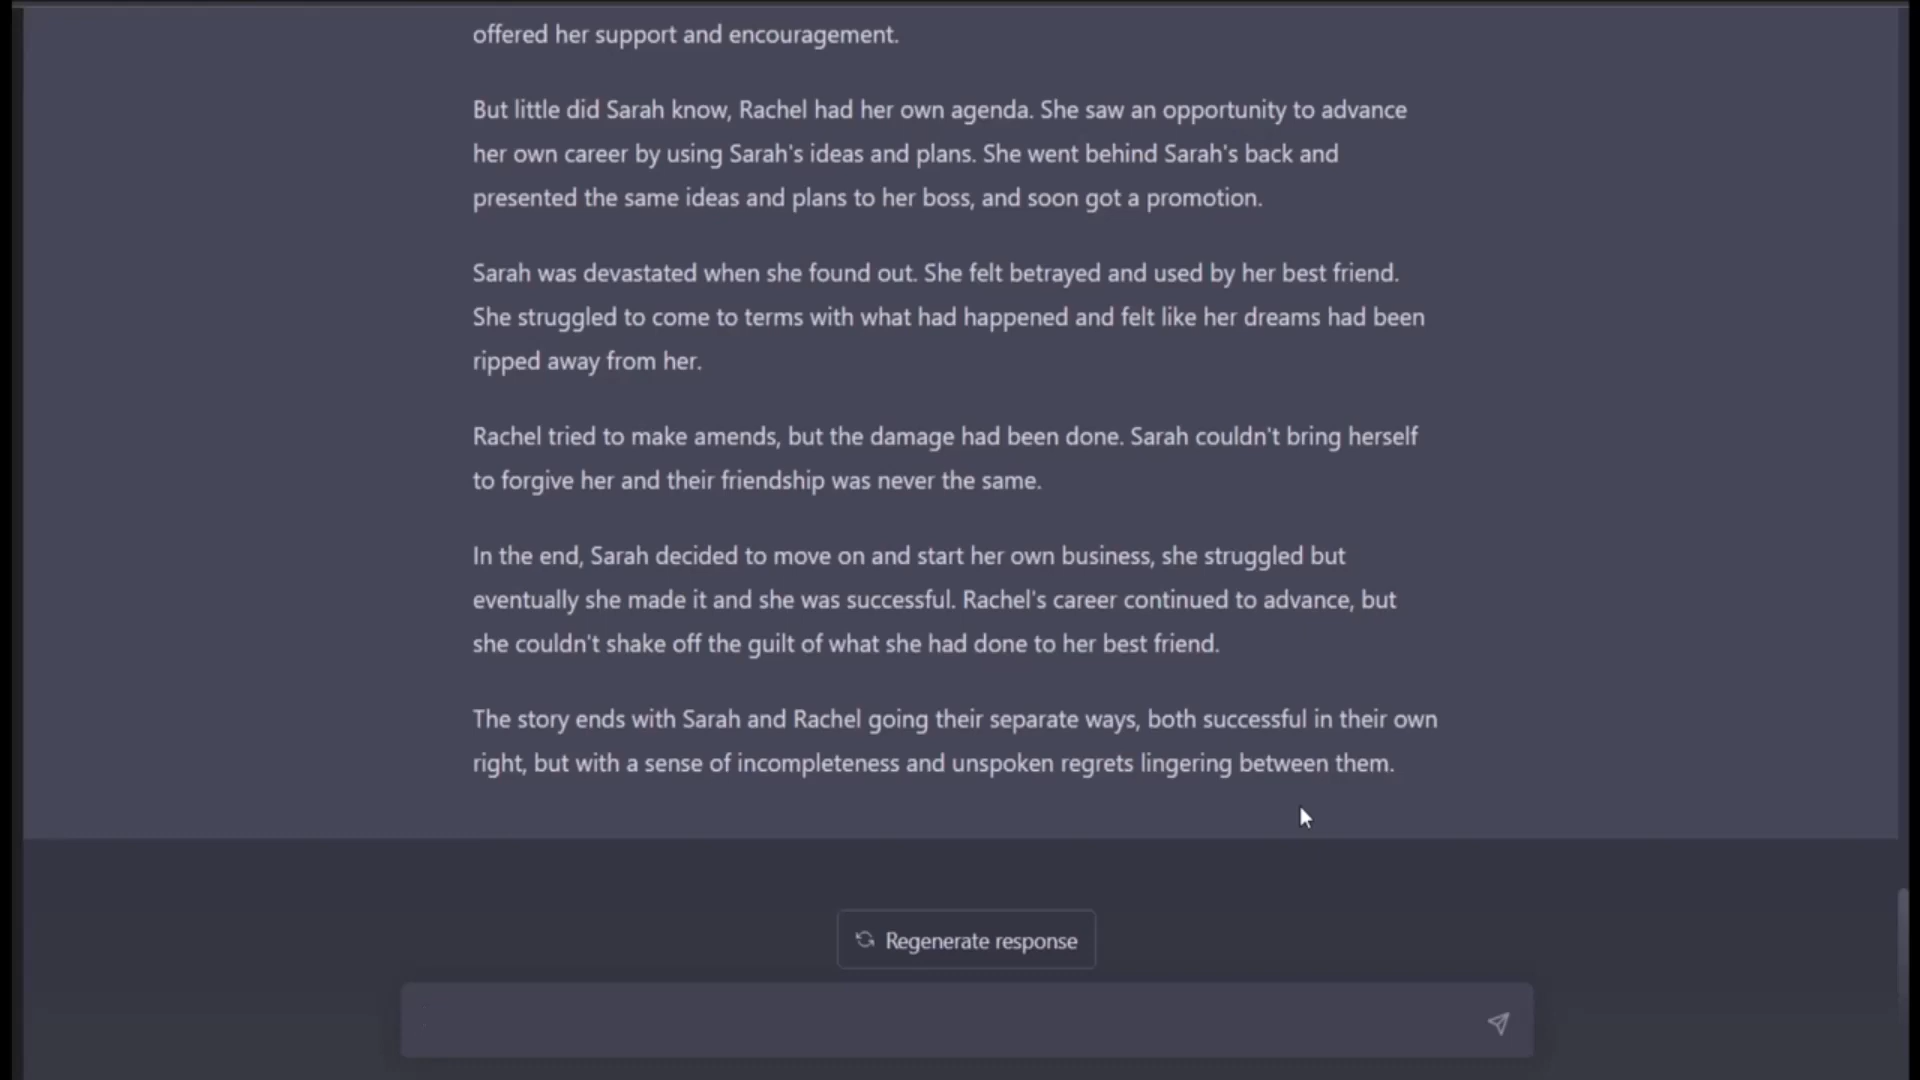 offered her support and encouragement.
But little did Sarah know, Rachel had her own agenda. She saw an opportunity to advance
her own career by using Sarah's ideas and plans. She went behind Sarah's back and
presented the same ideas and plans to her boss, and soon got a promotion.
Sarah was devastated when she found out. She felt betrayed and used by her best friend.
She struggled to come to terms with what had happened and felt like her dreams had been
ripped away from her.
Rachel tried to make amends, but the damage had been done. Sarah couldn't bring herself
to forgive her and their friendship was never the same.
In the end, Sarah decided to move on and start her own business, she struggled but
eventually she made it and she was successful. Rachel's career continued to advance, but
she couldn't shake off the guilt of what she had done to her best friend.
The story ends with Sarah and Rachel going their separate ways, both successful in their own
right, but with a sense of incompleteness and unspoken regrets lingering between them.
Regenerate response